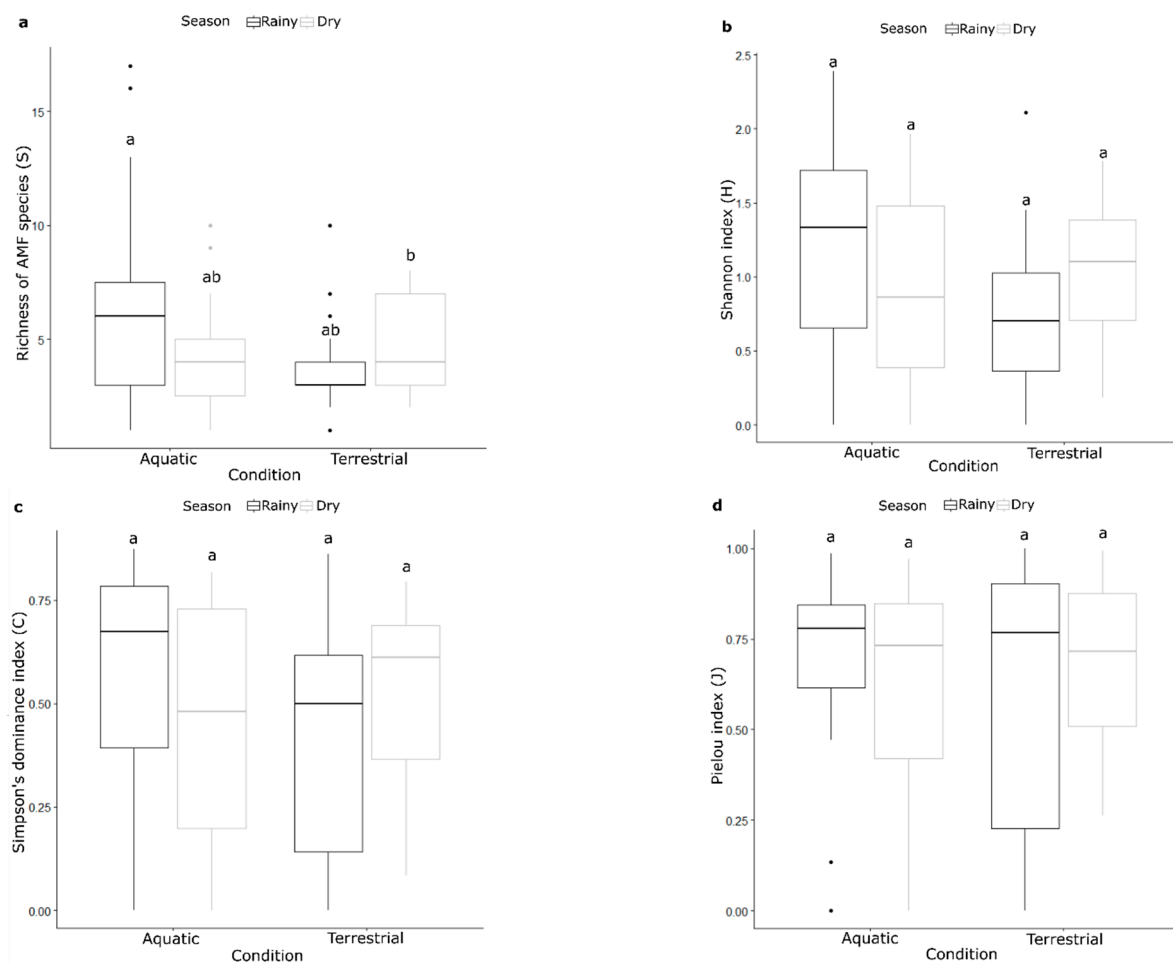 a
Season Rainy Dry
Richness of AMF species (S)
15
10
5
a
ab
ab
b
Aquatic Terrestrial
Condition
b
Season Rainy Dry
Shannon index (H)
2.5
2.0
1.5
1.0
0.5
0.0
a
a
a
a
Aquatic Terrestrial
Condition
c
Season Rainy Dry
Simpson's dominance index (C)
0.75
0.50
0.25
0.00
a
a
a
a
Aquatic Terrestrial
Condition
d
Season Rainy Dry
Pielou index (J)
1.00
0.75
0.50
0.25
0.00
a
a
a
a
Aquatic Terrestrial
Condition